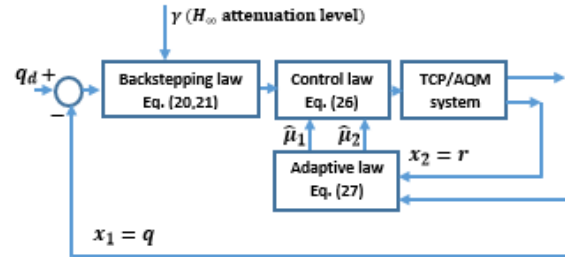 γ (H∞ attenuation level)
q_d +
−
Backstepping law
Eq. (20,21)
Control law
Eq. (26)
TCP/AQM
system
μ̂₁ μ̂₂
x₂ = r
Adaptive law
Eq. (27)
x₁ = q